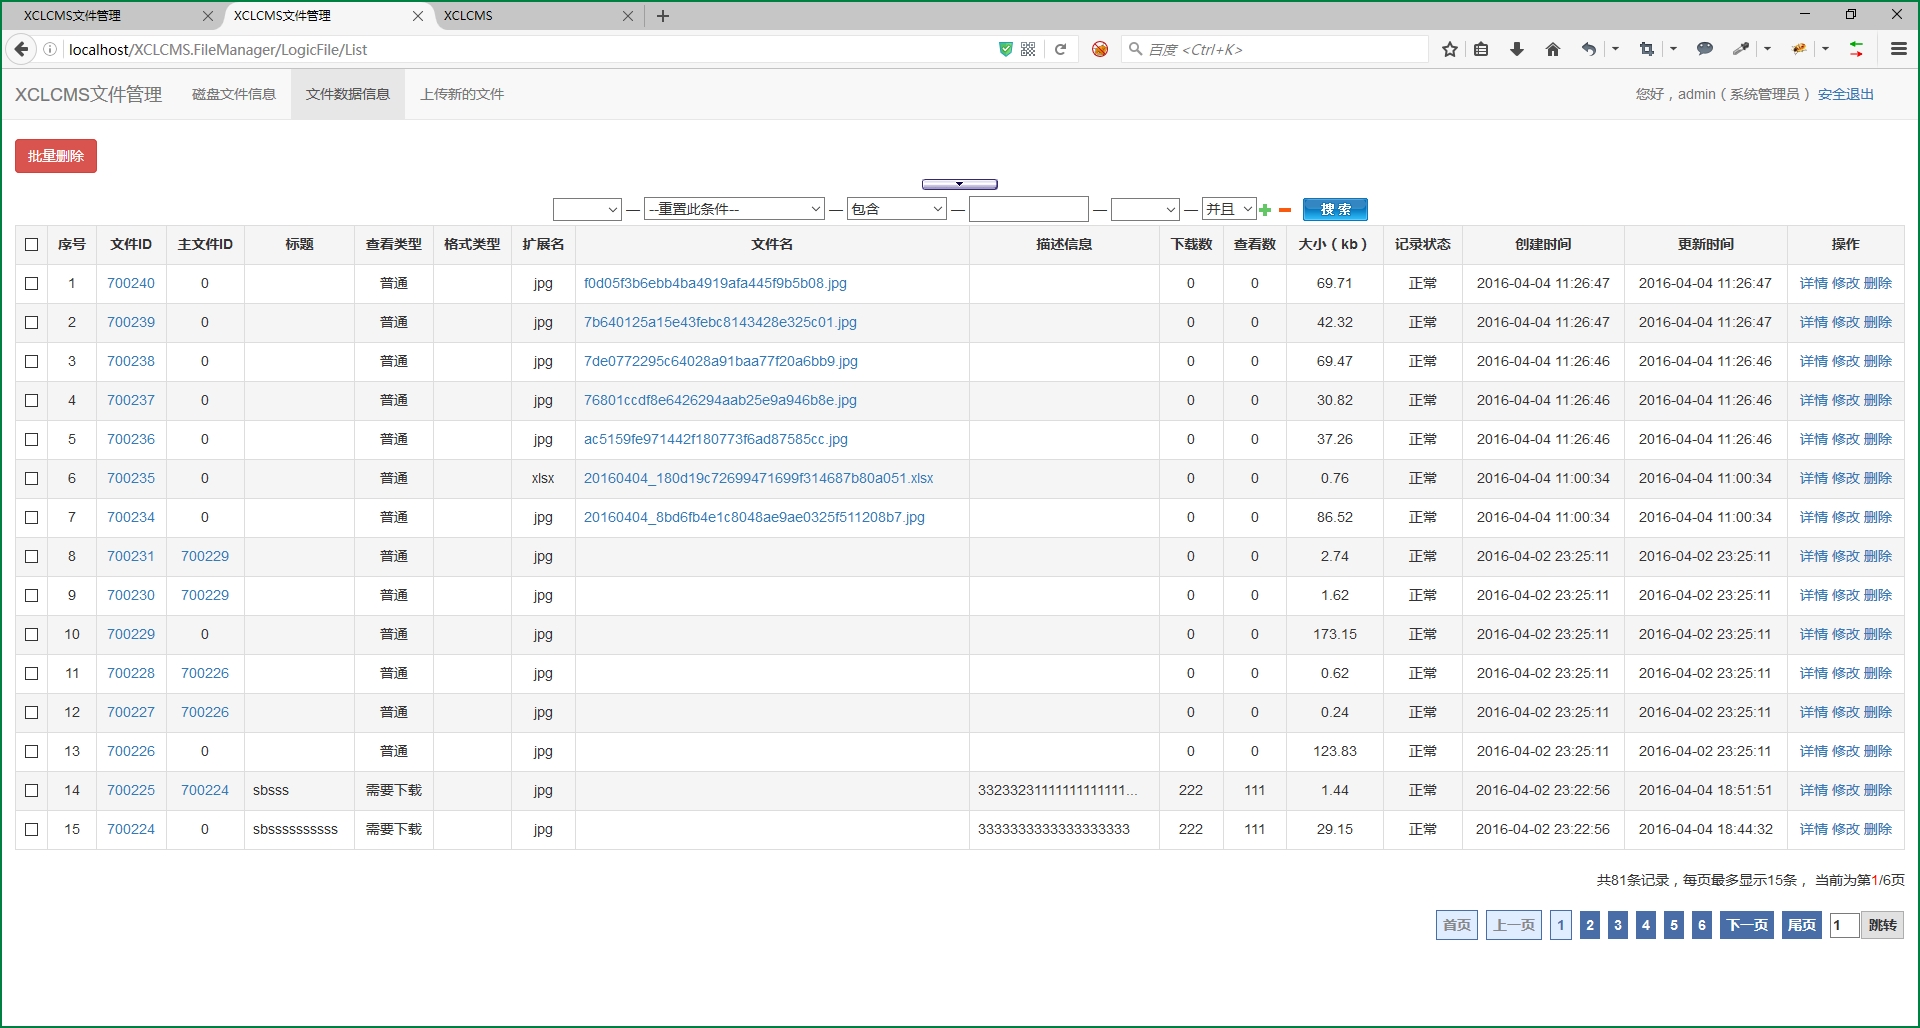 XCLCMS文件管理 XCLCMS文件管理 XCLCMS
localhost/XCLCMS.FileManager/LogicFile/List 百度 <Ctrl+K>
XCLCMS文件管理 磁盘文件信息 文件数据信息 上传新的文件 您好，admin（系统管理员） 安全退出
批量删除
— --重置此条件-- — 包含 — — — 并且 搜 索
序号 文件ID 主文件ID 标题 查看类型 格式类型 扩展名 文件名 描述信息 下载数 查看数 大小（kb） 记录状态 创建时间 更新时间 操作
1 700240 0 普通 jpg f0d05f3b6ebb4ba4919afa445f9b5b08.jpg 0 0 69.71 正常 2016-04-04 11:26:47 2016-04-04 11:26:47 详情 修改 删除
2 700239 0 普通 jpg 7b640125a15e43febc8143428e325c01.jpg 0 0 42.32 正常 2016-04-04 11:26:47 2016-04-04 11:26:47 详情 修改 删除
3 700238 0 普通 jpg 7de0772295c64028a91baa77f20a6bb9.jpg 0 0 69.47 正常 2016-04-04 11:26:46 2016-04-04 11:26:46 详情 修改 删除
4 700237 0 普通 jpg 76801ccdf8e6426294aab25e9a946b8e.jpg 0 0 30.82 正常 2016-04-04 11:26:46 2016-04-04 11:26:46 详情 修改 删除
5 700236 0 普通 jpg ac5159fe971442f180773f6ad87585cc.jpg 0 0 37.26 正常 2016-04-04 11:26:46 2016-04-04 11:26:46 详情 修改 删除
6 700235 0 普通 xlsx 20160404_180d19c72699471699f314687b80a051.xlsx 0 0 0.76 正常 2016-04-04 11:00:34 2016-04-04 11:00:34 详情 修改 删除
7 700234 0 普通 jpg 20160404_8bd6fb4e1c8048ae9ae0325f511208b7.jpg 0 0 86.52 正常 2016-04-04 11:00:34 2016-04-04 11:00:34 详情 修改 删除
8 700231 700229 普通 jpg 0 0 2.74 正常 2016-04-02 23:25:11 2016-04-02 23:25:11 详情 修改 删除
9 700230 700229 普通 jpg 0 0 1.62 正常 2016-04-02 23:25:11 2016-04-02 23:25:11 详情 修改 删除
10 700229 0 普通 jpg 0 0 173.15 正常 2016-04-02 23:25:11 2016-04-02 23:25:11 详情 修改 删除
11 700228 700226 普通 jpg 0 0 0.62 正常 2016-04-02 23:25:11 2016-04-02 23:25:11 详情 修改 删除
12 700227 700226 普通 jpg 0 0 0.24 正常 2016-04-02 23:25:11 2016-04-02 23:25:11 详情 修改 删除
13 700226 0 普通 jpg 0 0 123.83 正常 2016-04-02 23:25:11 2016-04-02 23:25:11 详情 修改 删除
14 700225 700224 sbsss 需要下载 jpg 33233231111111111111... 222 111 1.44 正常 2016-04-02 23:22:56 2016-04-04 18:51:51 详情 修改 删除
15 700224 0 sbssssssssss 需要下载 jpg 3333333333333333333 222 111 29.15 正常 2016-04-02 23:22:56 2016-04-04 18:44:32 详情 修改 删除
共81条记录，每页最多显示15条， 当前为第1/6页
首页 上一页 1 2 3 4 5 6 下一页 尾页 1 跳转